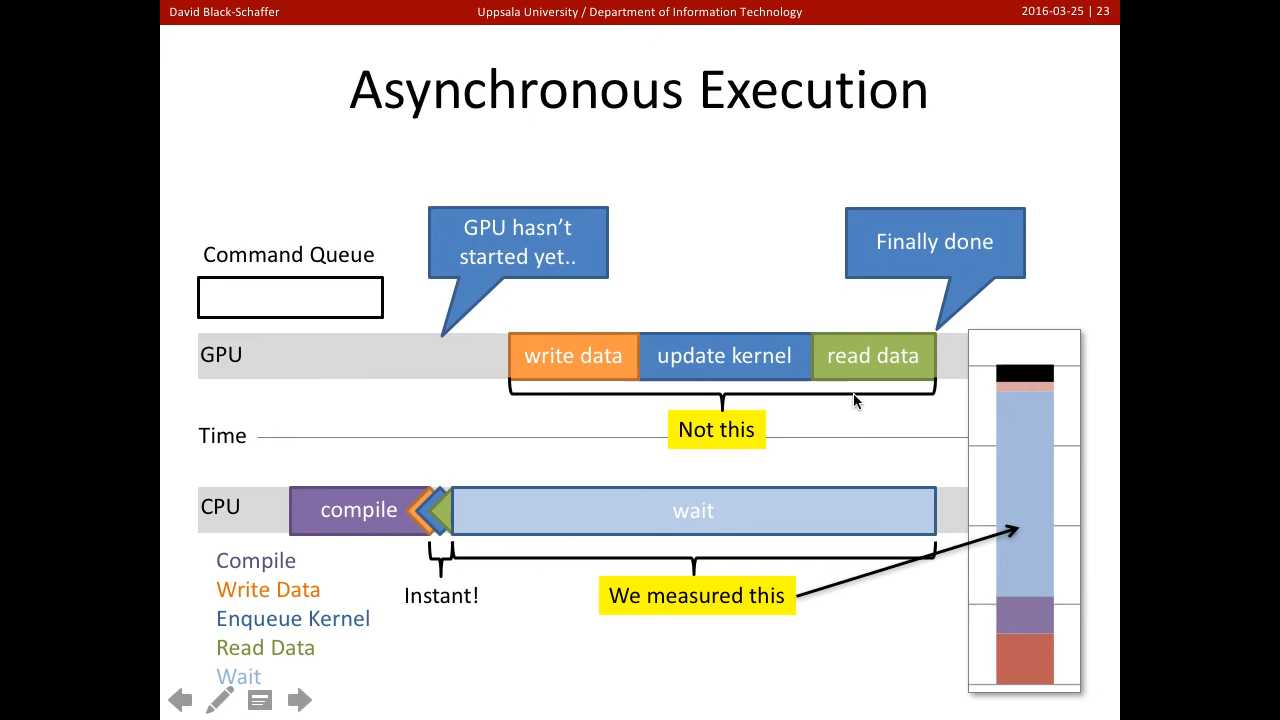 David Black-Schaffer
Uppsala University / Department of Information Technology
2016-03-25 | 23
Asynchronous Execution
GPU hasn't
started yet..
Finally done
Command Queue
GPU
write data
update kernel
read data
Not this
Time
CPU
compile
wait
Compile
Write Data
Enqueue Kernel
Read Data
Wait
Instant!
We measured this